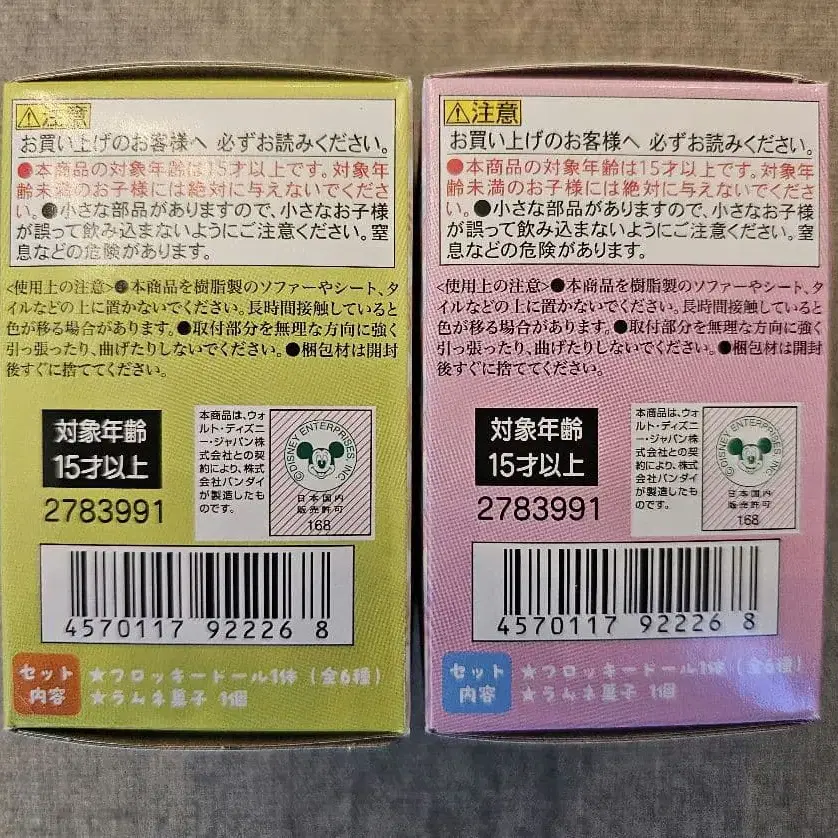 ⚠注意
お買い上げのお客様へ 必ずお読みください。
●本商品の対象年齢は15才以上です。対象年
齢未満のお子様には絶対に与えないでくださ
い。●小さな部品がありますので、小さなお子様
が誤って飲み込まないようにご注意ください。窒
息などの危険があります。
<使用上の注意>●本商品を樹脂製のソファーやシート、タ
イルなどの上に置かないでください。長時間接触していると
色が移る場合があります。●取付部分を無理な方向に強く
引っ張ったり、曲げたりしないでください。●梱包材は開封
後すぐに捨ててください。
対象年齢
15才以上
2783991
本商品は、ウォ
ルト・ディズニ
ー・ジャパン株
式会社との契
約により、株式
会社バンダイ
が製造したも
のです。
©DISNEY ENTERPRISES INC.
日本国内
販売許可
168
4570117 922268
セット
内容
★フロッキードール1体(全6種)
★ラムネ菓子 1個
⚠注意
お買い上げのお客様へ 必ずお読みください。
●本商品の対象年齢は15才以上です。対象年
齢未満のお子様には絶対に与えないでくださ
い。●小さな部品がありますので、小さなお子様
が誤って飲み込まないようにご注意ください。窒
息などの危険があります。
<使用上の注意>●本商品を樹脂製のソファーやシート、タ
イルなどの上に置かないでください。長時間接触していると
色が移る場合があります。●取付部分を無理な方向に強く
引っ張ったり、曲げたりしないでください。●梱包材は開封
後すぐに捨ててください。
対象年齢
15才以上
2783991
本商品は、ウォ
ルト・ディズニ
ー・ジャパン株
式会社との契
約により、株式
会社バンダイ
が製造したも
のです。
©DISNEY ENTERPRISES INC.
日本国内
販売許可
168
4570117 922268
セット
内容
★フロッキードール1体(全6種)
★ラムネ菓子 1個